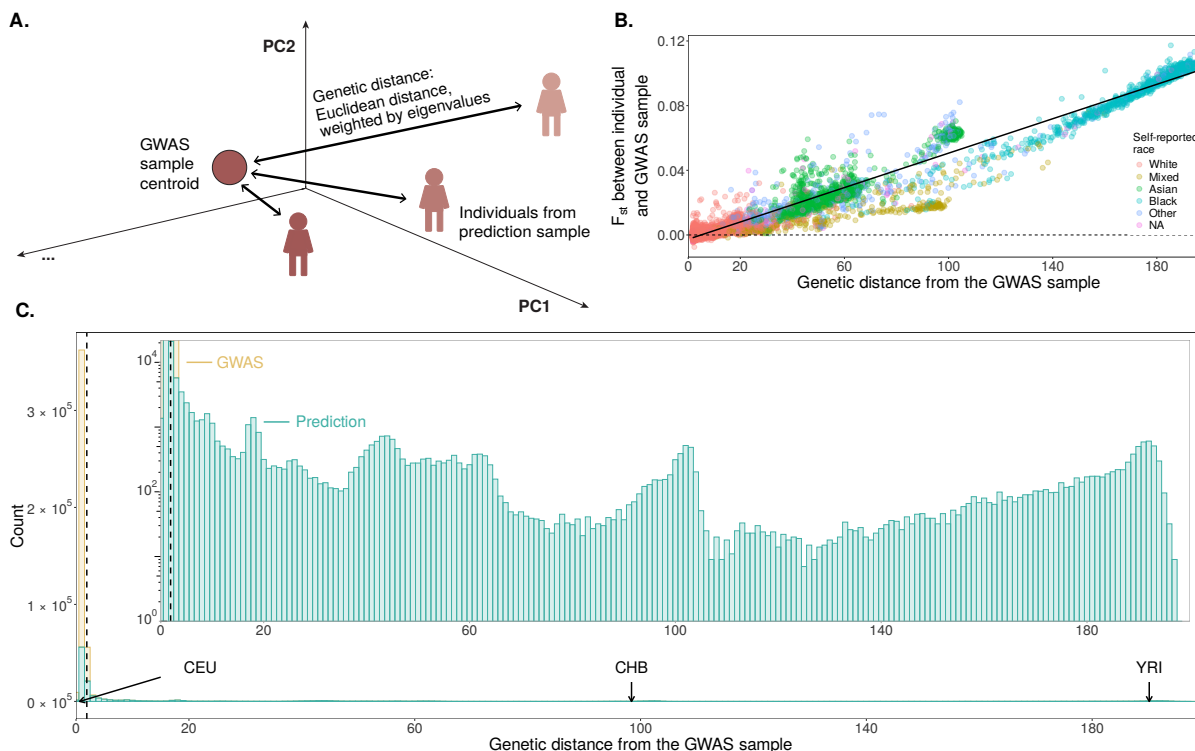 A.
PC2
Genetic distance:
Euclidean distance,
weighted by eigenvalues
GWAS
sample
centroid
Individuals from
prediction sample
...
PC1
B.
F_st between individual
and GWAS sample
0.12
0.08
0.04
0.00
0 20 60 100 140 180
Genetic distance from the GWAS sample
Self-reported
race
White
Mixed
Asian
Black
Other
NA
C.
Count
3 × 10^5
2 × 10^5
1 × 10^5
0 × 10^5
10^4
10^2
10^0
GWAS
Prediction
0 20 60 100 140 180
CEU CHB YRI
0 20 60 100 140 180
Genetic distance from the GWAS sample